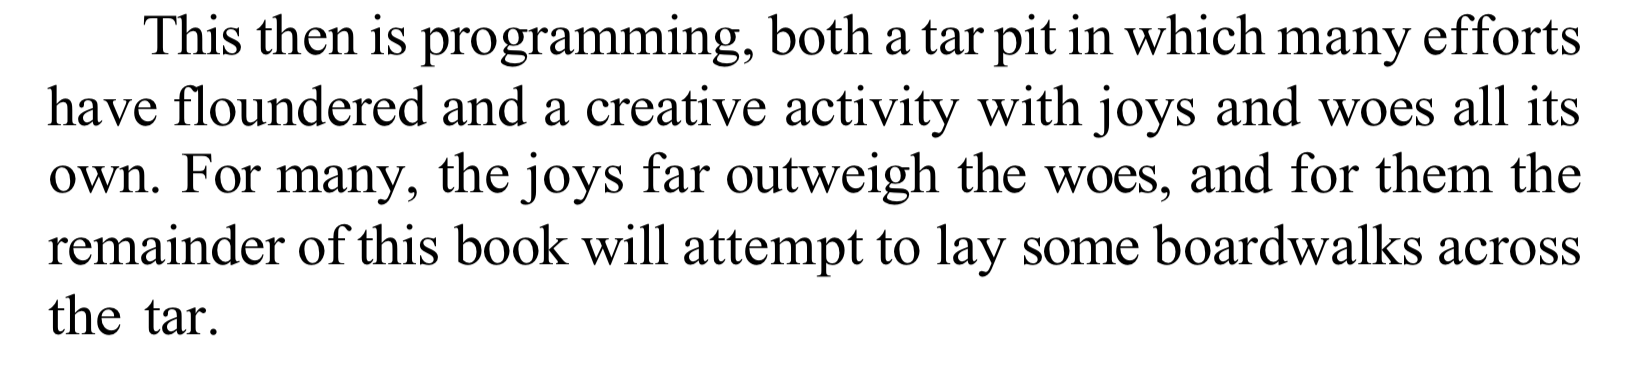 This then is programming, both a tar pit in which many efforts
have floundered and a creative activity with joys and woes all its
own. For many, the joys far outweigh the woes, and for them the
remainder of this book will attempt to lay some boardwalks across
the tar.